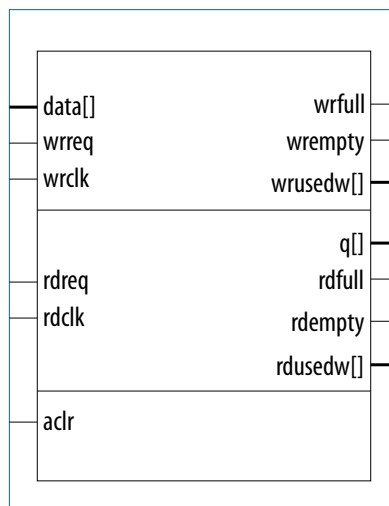 data[] wrfull
wrreq wrempty
wrclk wrusedw[]
q[]
rdreq rdfull
rdclk rdempty
rdusedw[]
aclr